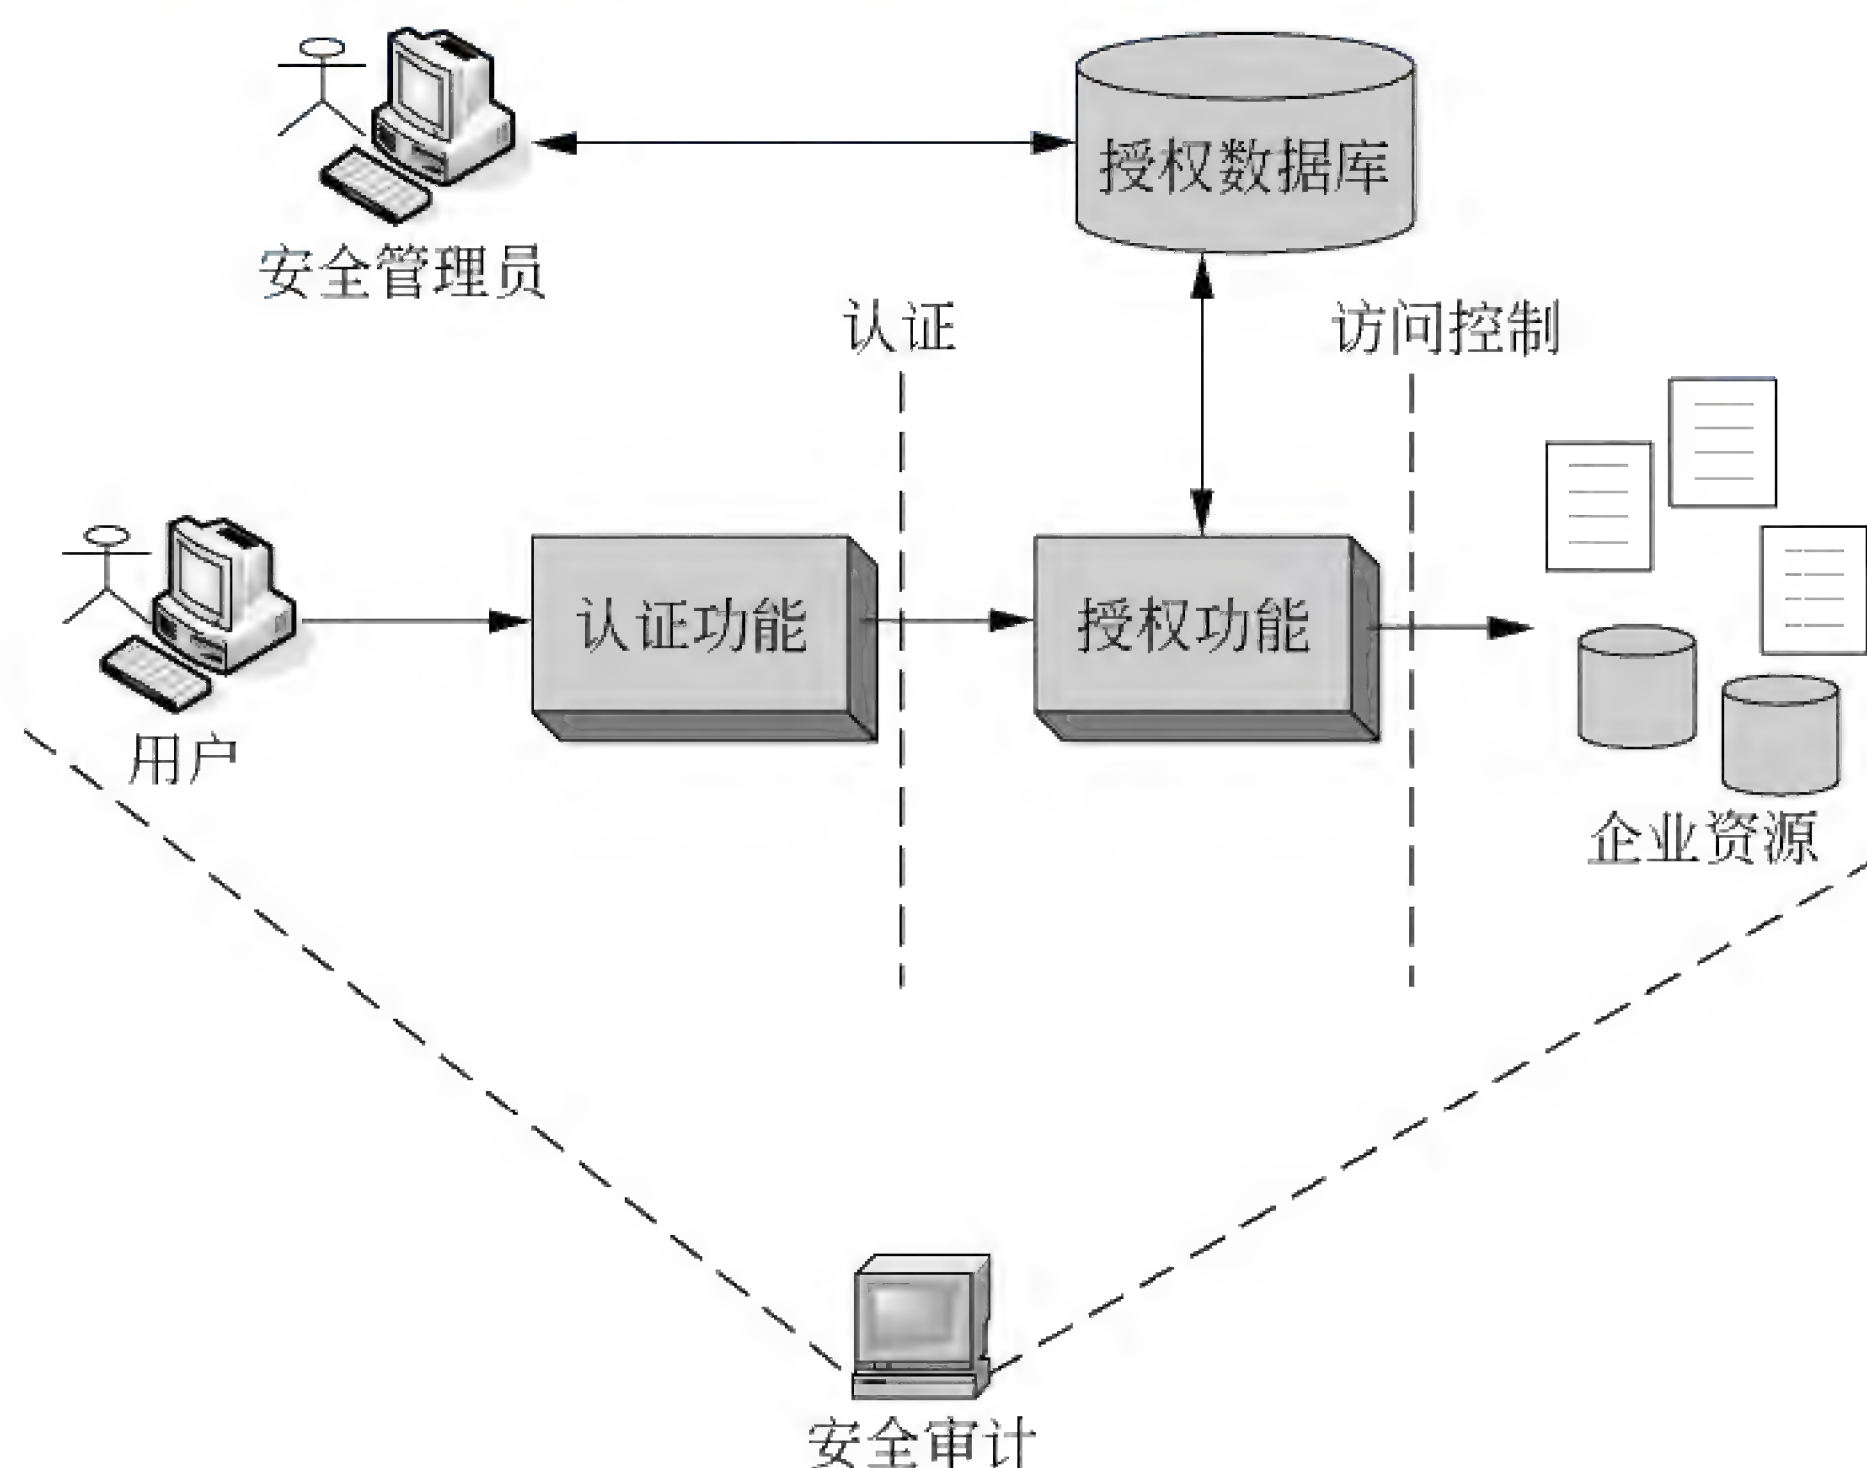 授权数据库
安全管理员
认证
访问控制
认证功能
授权功能
用户
企业资源
安全审计